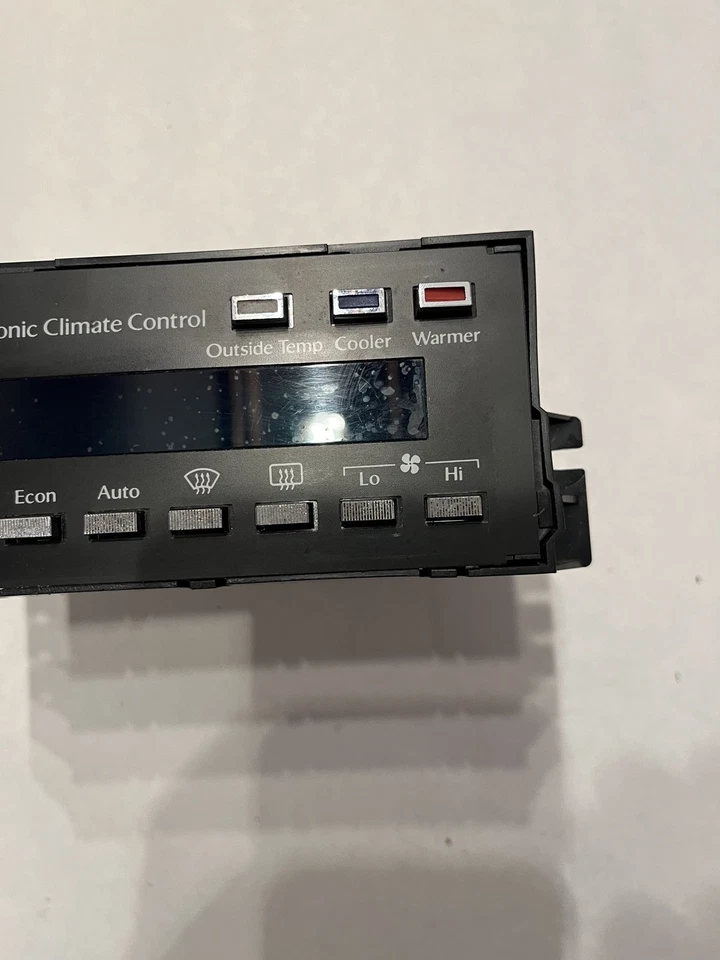 onic Climate Control
Outside Temp Cooler Warmer
Econ Auto Lo Hi